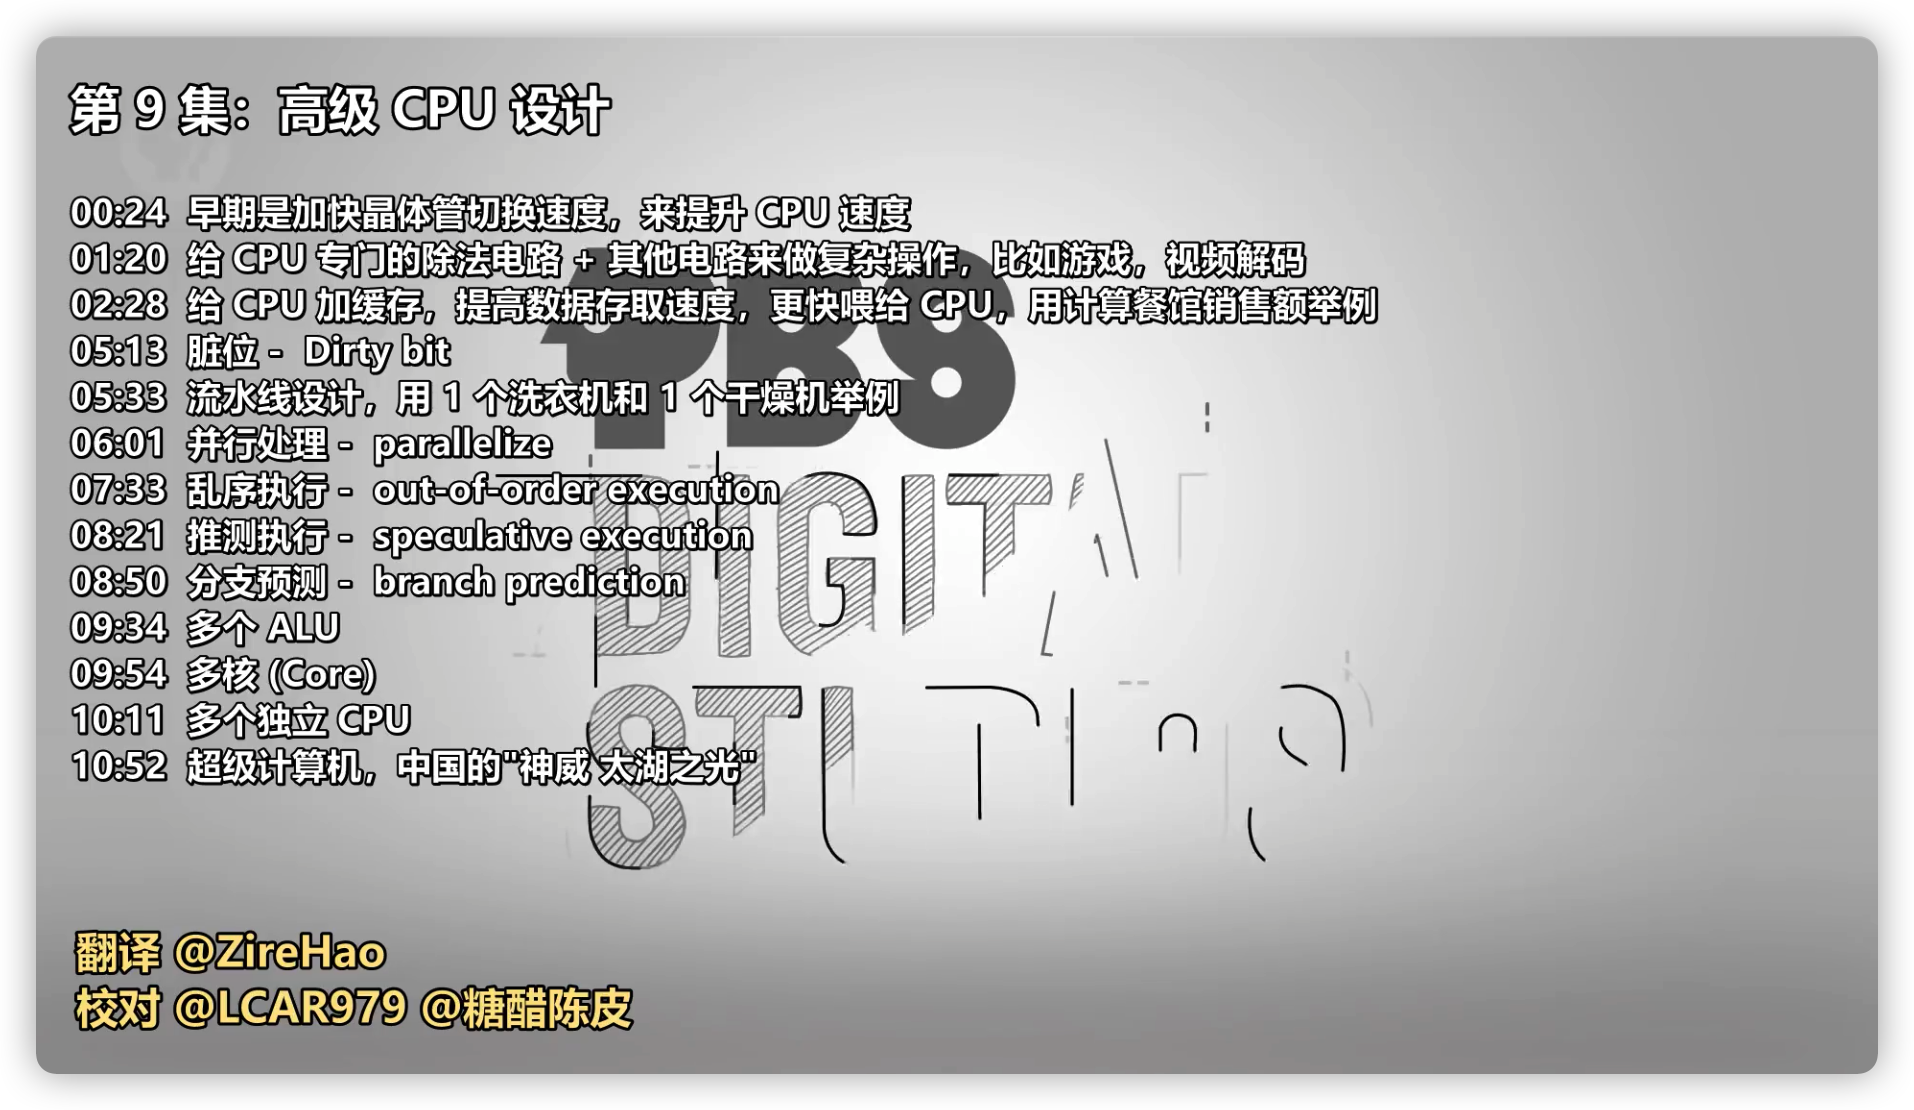 第 9 集：高级 CPU 设计
00:24 早期是加快晶体管切换速度，来提升 CPU 速度
01:20 给 CPU 专门的除法电路 + 其他电路来做复杂操作，比如游戏，视频解码
02:28 给 CPU 加缓存，提高数据存取速度，更快喂给 CPU，用计算餐馆销售额举例
05:13 脏位 - Dirty bit
05:33 流水线设计，用 1 个洗衣机和 1 个干燥机举例
06:01 并行处理 - parallelize
07:33 乱序执行 - out-of-order execution
08:21 推测执行 - speculative execution
08:50 分支预测 - branch prediction
09:34 多个 ALU
09:54 多核 (Core)
10:11 多个独立 CPU
10:52 超级计算机，中国的"神威 太湖之光"
PBS
DIGITAL
翻译 @ZireHao
校对 @LCAR979 @糖醋陈皮